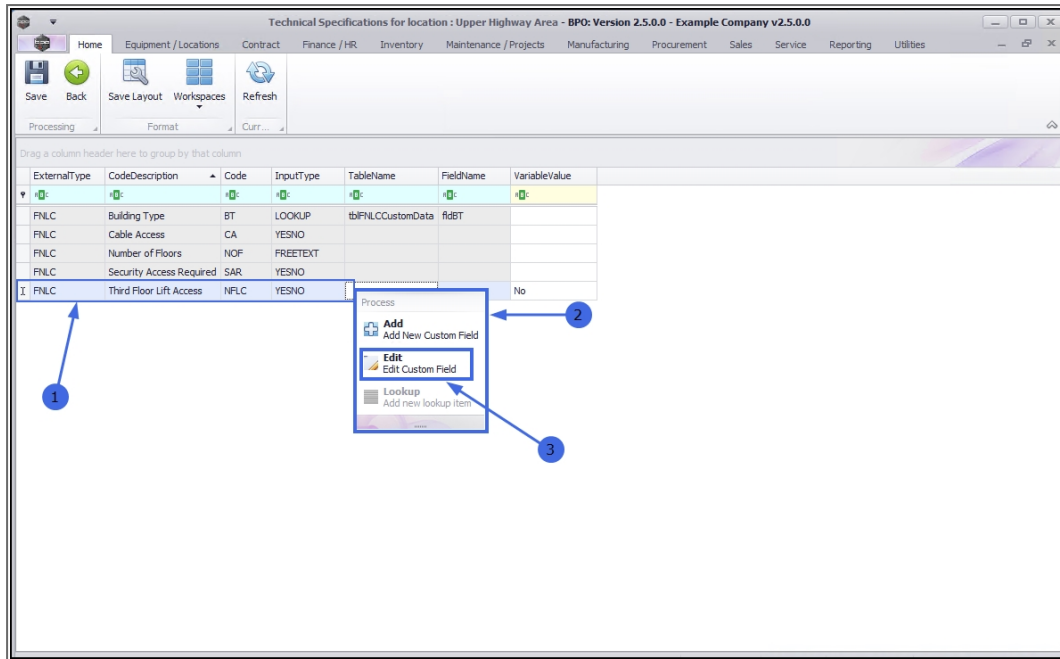 Technical Specifications for location : Upper Highway Area - BPO: Version 2.5.0.0 - Example Company v2.5.0.0
Home Equipment / Locations Contract Finance / HR Inventory Maintenance / Projects Manufacturing Procurement Sales Service Reporting Utilities
Save Back Save Layout Workspaces Refresh
Processing Format Curr...
Drag a column header here to group by that column
ExternalType CodeDescription Code InputType TableName FieldName VariableValue
FNLC Building Type BT LOOKUP tblFNLCCustomData fldBT
FNLC Cable Access CA YESNO
FNLC Number of Floors NOF FREETEXT
FNLC Security Access Required SAR YESNO
FNLC Third Floor Lift Access NFLC YESNO No
Process
Add
Add New Custom Field
Edit
Edit Custom Field
Lookup
Add new lookup item
1
2
3